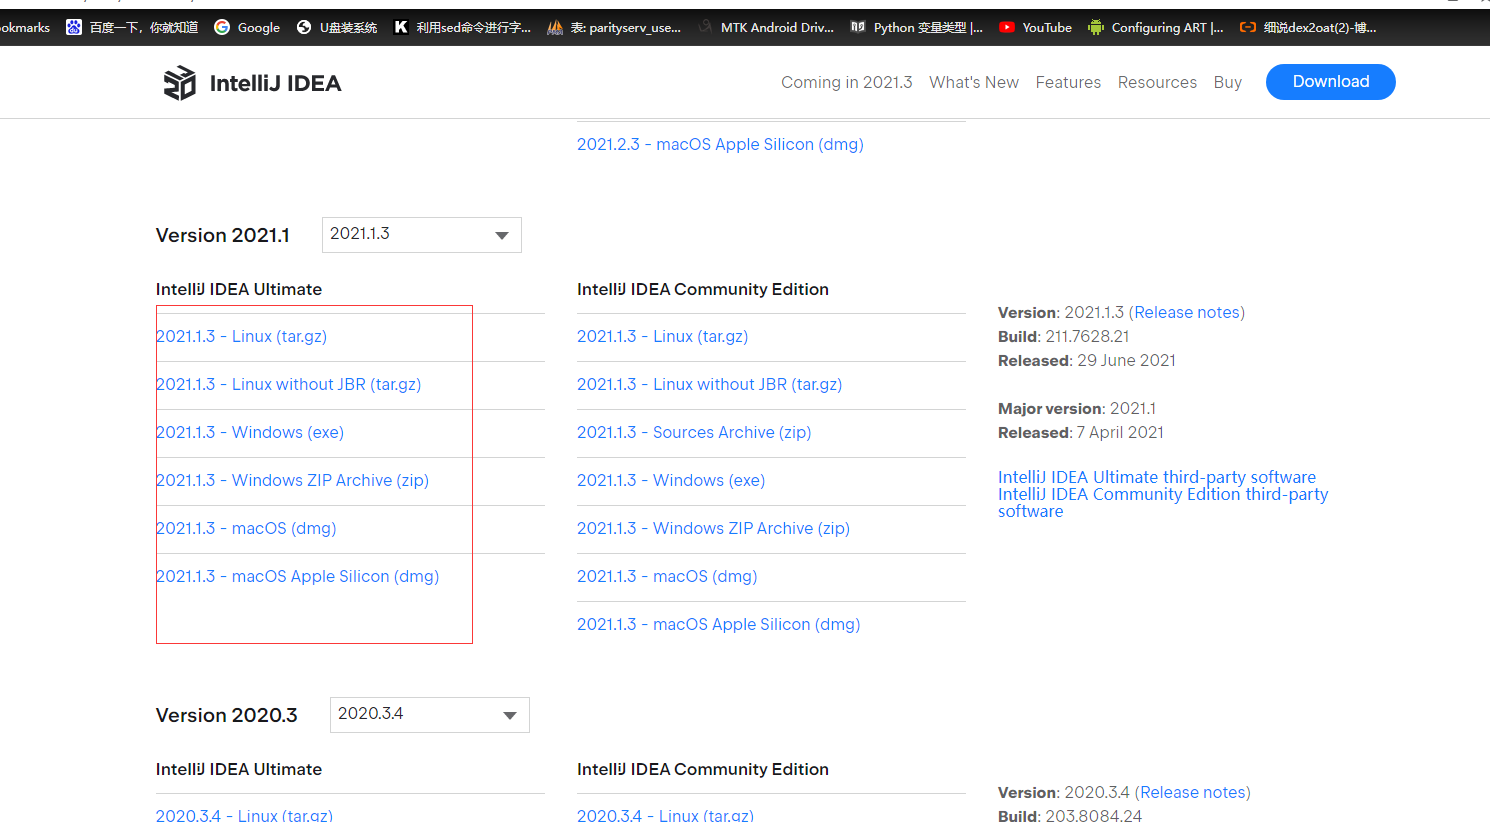 ookmarks 百度一下，你就知道 Google U盘装系统 利用sed命令进行字... 表: parityserv_use... MTK Android Driv... Python 变量类型 |... YouTube Configuring ART |... 细说dex2oat(2)-博...
IntelliJ IDEA Coming in 2021.3 What's New Features Resources Buy Download
2021.2.3 - macOS Apple Silicon (dmg)
Version 2021.1 2021.1.3
IntelliJ IDEA Ultimate
2021.1.3 - Linux (tar.gz)
2021.1.3 - Linux without JBR (tar.gz)
2021.1.3 - Windows (exe)
2021.1.3 - Windows ZIP Archive (zip)
2021.1.3 - macOS (dmg)
2021.1.3 - macOS Apple Silicon (dmg)
IntelliJ IDEA Community Edition
2021.1.3 - Linux (tar.gz)
2021.1.3 - Linux without JBR (tar.gz)
2021.1.3 - Sources Archive (zip)
2021.1.3 - Windows (exe)
2021.1.3 - Windows ZIP Archive (zip)
2021.1.3 - macOS (dmg)
2021.1.3 - macOS Apple Silicon (dmg)
Version: 2021.1.3 (Release notes)
Build: 211.7628.21
Released: 29 June 2021
Major version: 2021.1
Released: 7 April 2021
IntelliJ IDEA Ultimate third-party software
IntelliJ IDEA Community Edition third-party
software
Version 2020.3 2020.3.4
IntelliJ IDEA Ultimate
2020.3.4 - Linux (tar.gz)
IntelliJ IDEA Community Edition
2020.3.4 - Linux (tar.gz)
Version: 2020.3.4 (Release notes)
Build: 203.8084.24